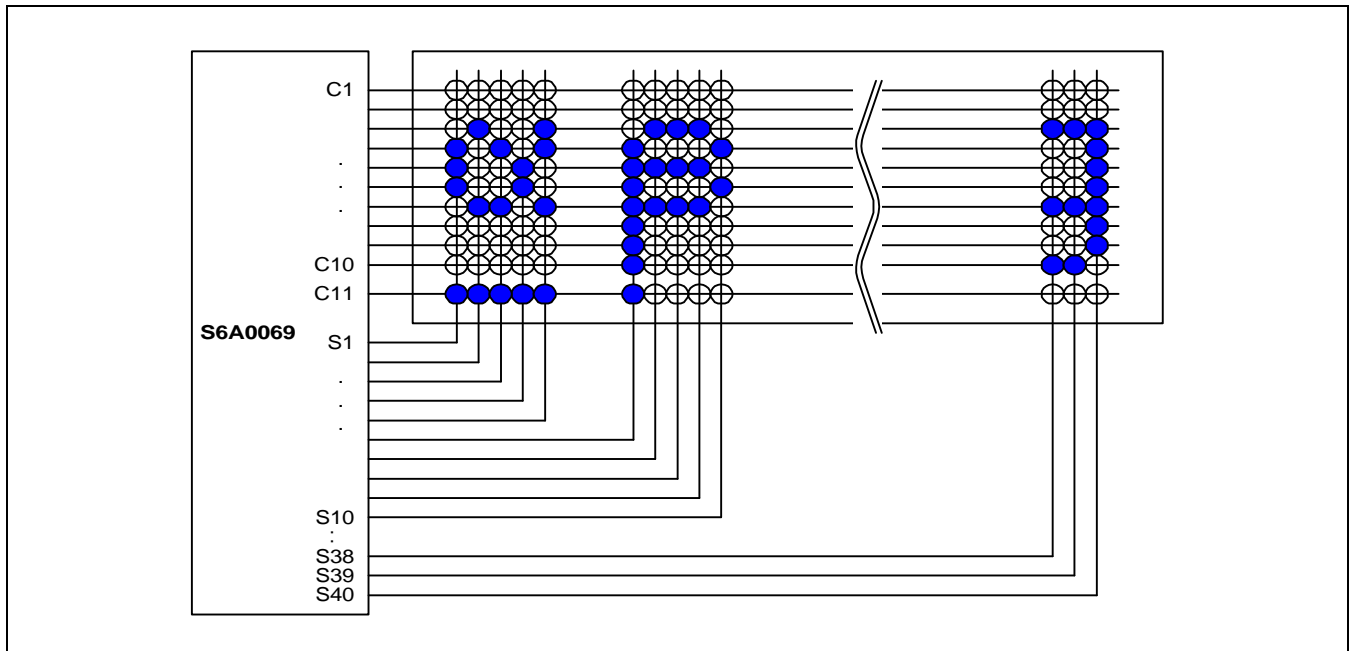 C1
.
.
.
C10
C11
S6A0069
S1
.
.
.
S10
:
S38
S39
S40